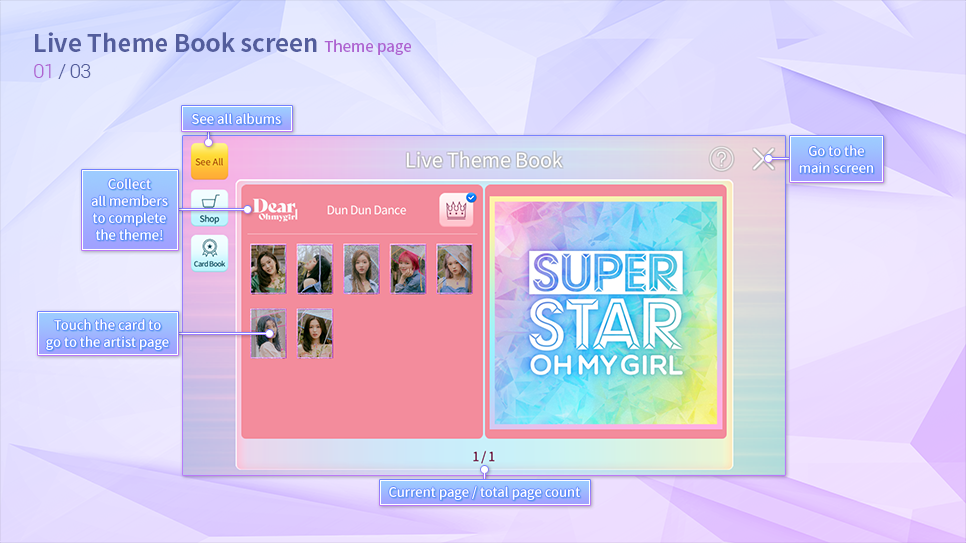 Live Theme Book screen Theme page
01 / 03
See all albums
See All
Live Theme Book
?
Go to the
main screen
Collect
all members
to complete
the theme!
Shop
Card Book
Dear
Ohmygirl
Dun Dun Dance
SUPER
STAR
OH MY GIRL
Touch the card to
go to the artist page
1 / 1
Current page / total page count